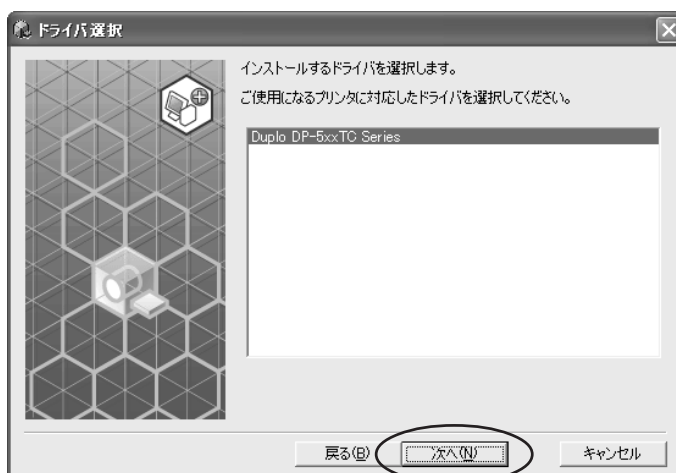 ドライバ選択
インストールするドライバを選択します。
ご使用になるプリンタに対応したドライバを選択してください。
Duplo DP-5xxTC Series
戻る(B)
次へ(N)
キャンセル